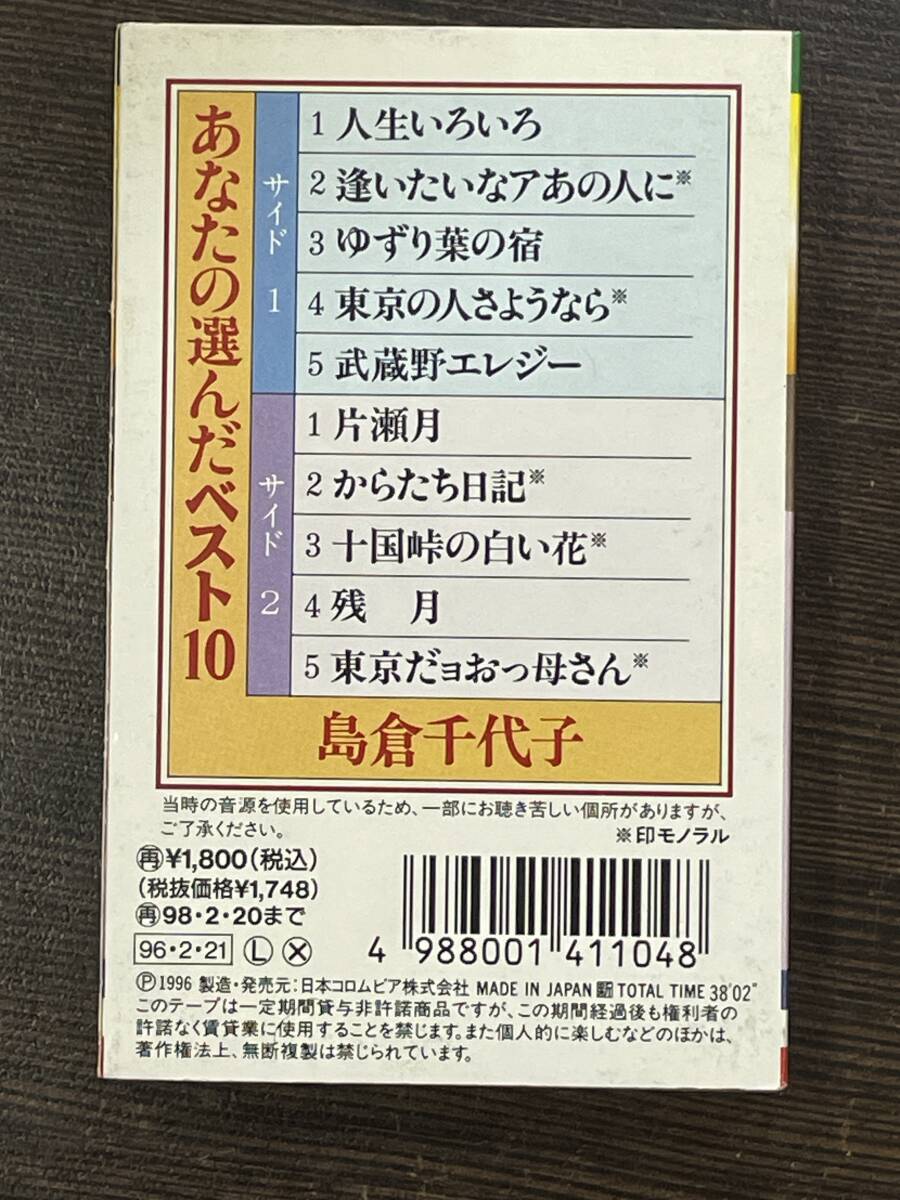 あなたの選んだベスト10
サイド 1
1 人生いろいろ
2 逢いたいなアあの人に※
3 ゆずり葉の宿
4 東京の人さようなら※
5 武蔵野エレジー
サイド 2
1 片瀬月
2 からたち日記※
3 十国峠の白い花※
4 残　月
5 東京だョおっ母さん※
島倉千代子
当時の音源を使用しているため、一部にお聴き苦しい個所がありますが、
ご了承ください。
※印モノラル
再¥1,800(税込)
(税抜価格¥1,748)
再98・2・20まで
96・2・21 Ⓛ Ⓧ
4 988001 411048
Ⓟ1996 製造・発売元:日本コロムビア株式会社 MADE IN JAPAN TOTAL TIME 38'02"
このテープは一定期間貸与非許諾商品ですが、この期間経過後も権利者の
許諾なく賃貸業に使用することを禁じます。また個人的に楽しむなどのほかは、
著作権法上、無断複製は禁じられています。